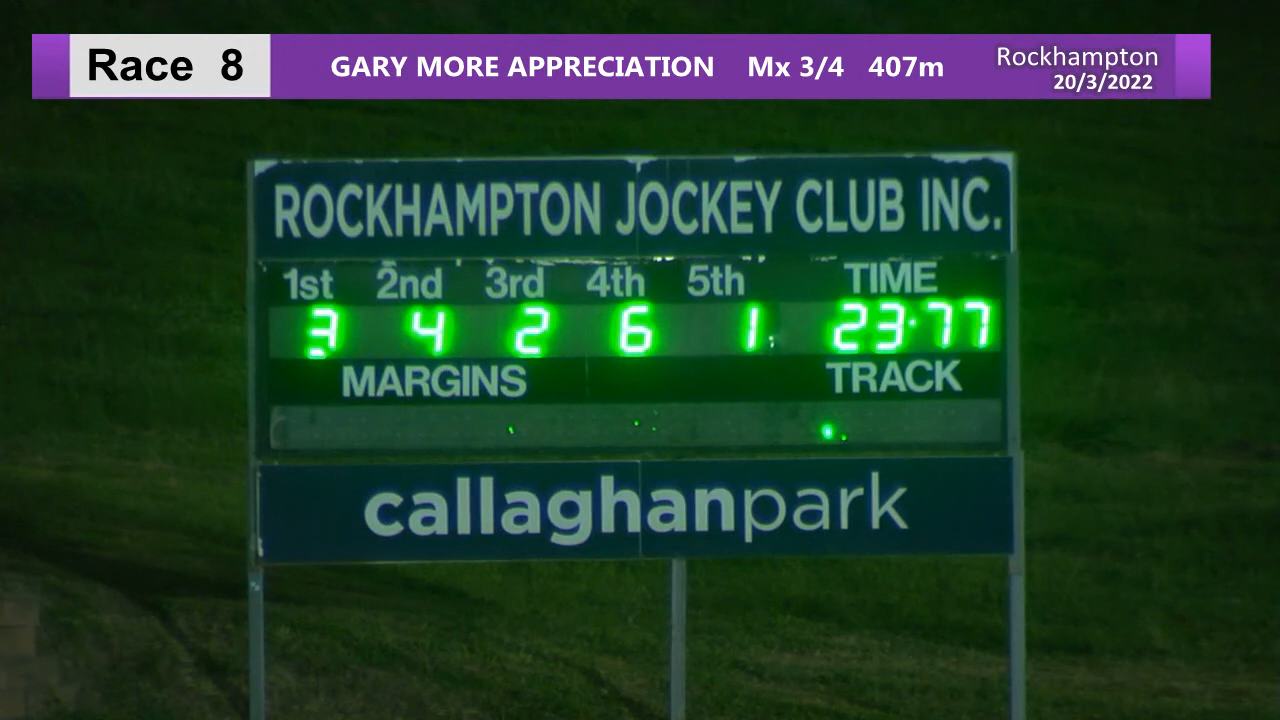 Race 8 GARY MORE APPRECIATION Mx 3/4 407m Rockhampton
20/3/2022
ROCKHAMPTON JOCKEY CLUB INC.
1st 2nd 3rd 4th 5th TIME
3 4 2 6 1 23.77
MARGINS TRACK
callaghanpark